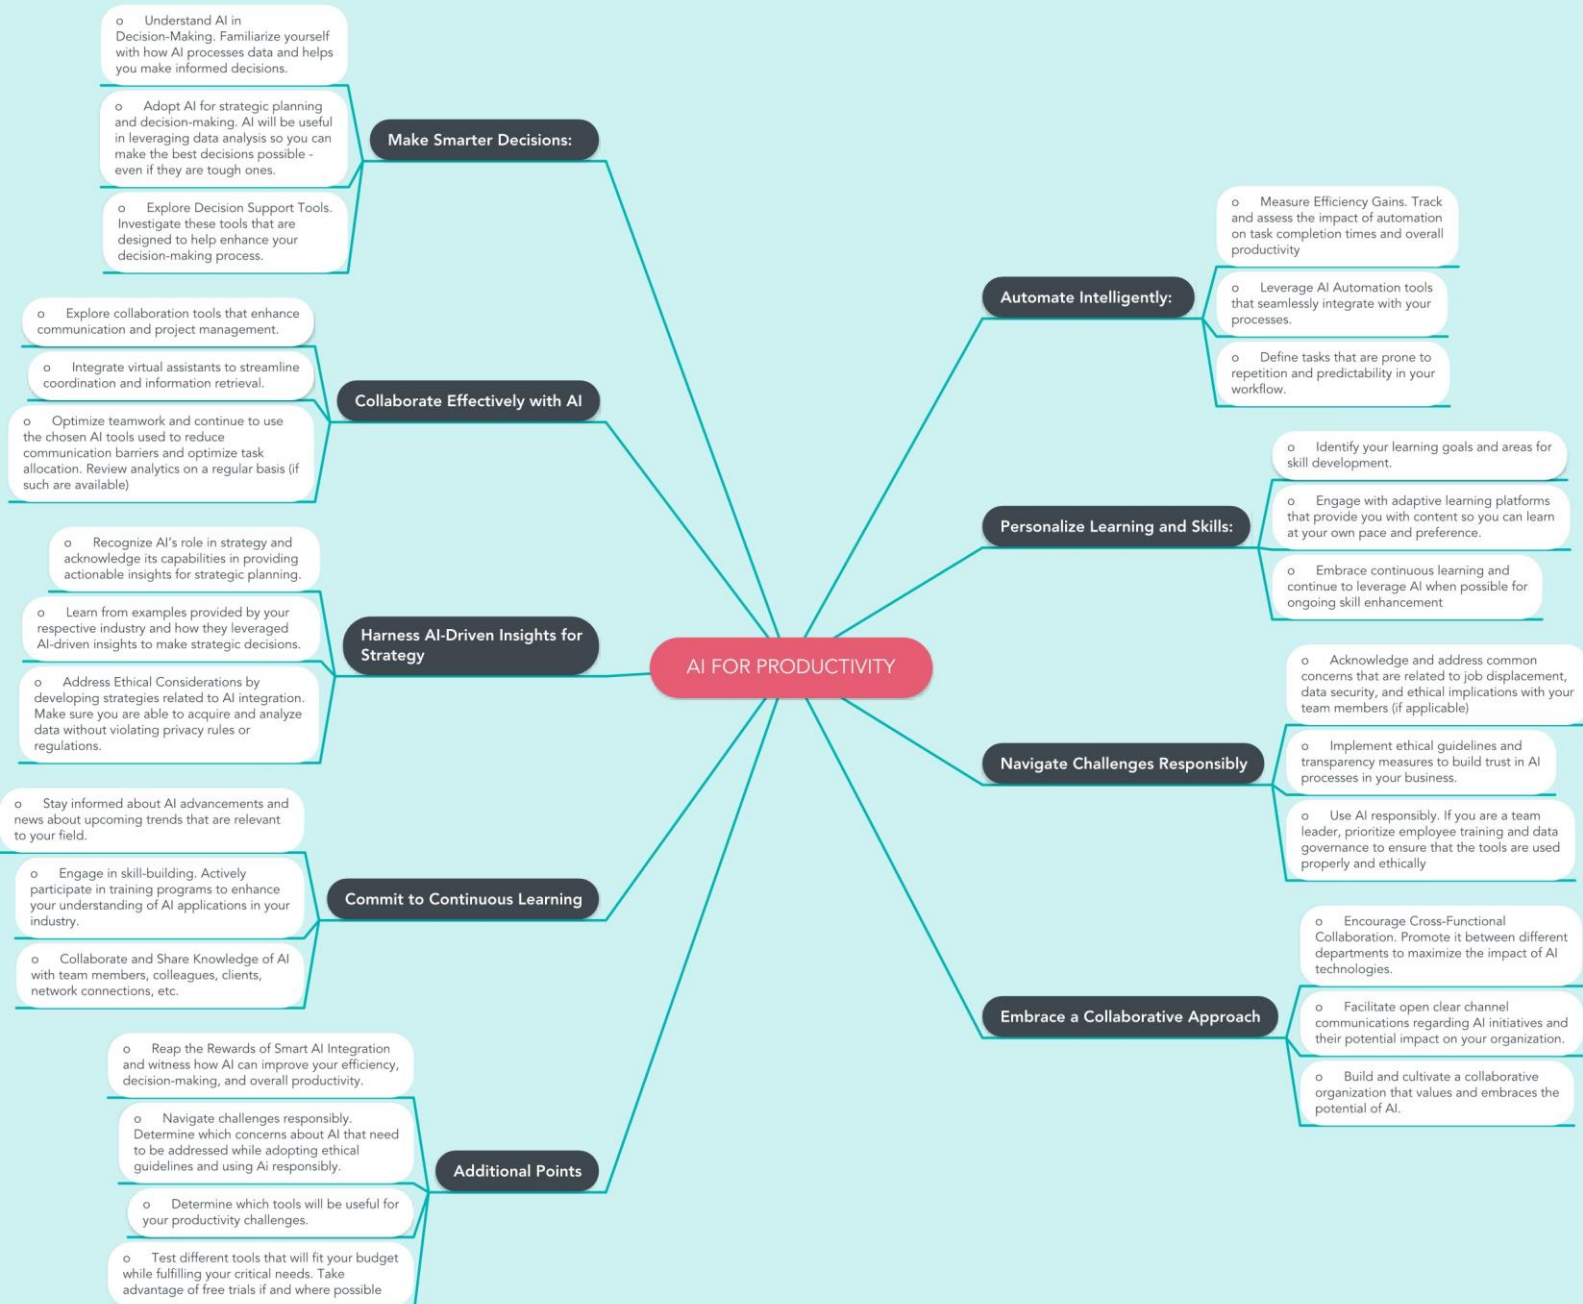 AI FOR PRODUCTIVITY
Make Smarter Decisions:
o Understand AI in
Decision-Making. Familiarize yourself
with how AI processes data and helps
you make informed decisions.
o Adopt AI for strategic planning
and decision-making. AI will be useful
in leveraging data analysis so you can
make the best decisions possible -
even if they are tough ones.
o Explore Decision Support Tools.
Investigate these tools that are
designed to help enhance your
decision-making process.
Collaborate Effectively with AI
o Explore collaboration tools that enhance
communication and project management.
o Integrate virtual assistants to streamline
coordination and information retrieval.
o Optimize teamwork and continue to use
the chosen AI tools used to reduce
communication barriers and optimize task
allocation. Review analytics on a regular basis (if
such are available)
Harness AI-Driven Insights for
Strategy
o Recognize AI's role in strategy and
acknowledge its capabilities in providing
actionable insights for strategic planning.
o Learn from examples provided by your
respective industry and how they leveraged
AI-driven insights to make strategic decisions.
o Address Ethical Considerations by
developing strategies related to AI integration.
Make sure you are able to acquire and analyze
data without violating privacy rules or
regulations.
Commit to Continuous Learning
o Stay informed about AI advancements and
news about upcoming trends that are relevant
to your field.
o Engage in skill-building. Actively
participate in training programs to enhance
your understanding of AI applications in your
industry.
o Collaborate and Share Knowledge of AI
with team members, colleagues, clients,
network connections, etc.
Additional Points
o Reap the Rewards of Smart AI Integration
and witness how AI can improve your efficiency,
decision-making, and overall productivity.
o Navigate challenges responsibly.
Determine which concerns about AI that need
to be addressed while adopting ethical
guidelines and using Ai responsibly.
o Determine which tools will be useful for
your productivity challenges.
o Test different tools that will fit your budget
while fulfilling your critical needs. Take
advantage of free trials if and where possible
Automate Intelligently:
o Measure Efficiency Gains. Track
and assess the impact of automation
on task completion times and overall
productivity
o Leverage AI Automation tools
that seamlessly integrate with your
processes.
o Define tasks that are prone to
repetition and predictability in your
workflow.
Personalize Learning and Skills:
o Identify your learning goals and areas for
skill development.
o Engage with adaptive learning platforms
that provide you with content so you can learn
at your own pace and preference.
o Embrace continuous learning and
continue to leverage AI when possible for
ongoing skill enhancement
Navigate Challenges Responsibly
o Acknowledge and address common
concerns that are related to job displacement,
data security, and ethical implications with your
team members (if applicable)
o Implement ethical guidelines and
transparency measures to build trust in AI
processes in your business.
o Use AI responsibly. If you are a team
leader, prioritize employee training and data
governance to ensure that the tools are used
properly and ethically
Embrace a Collaborative Approach
o Encourage Cross-Functional
Collaboration. Promote it between different
departments to maximize the impact of AI
technologies.
o Facilitate open clear channel
communications regarding AI initiatives and
their potential impact on your organization.
o Build and cultivate a collaborative
organization that values and embraces the
potential of AI.